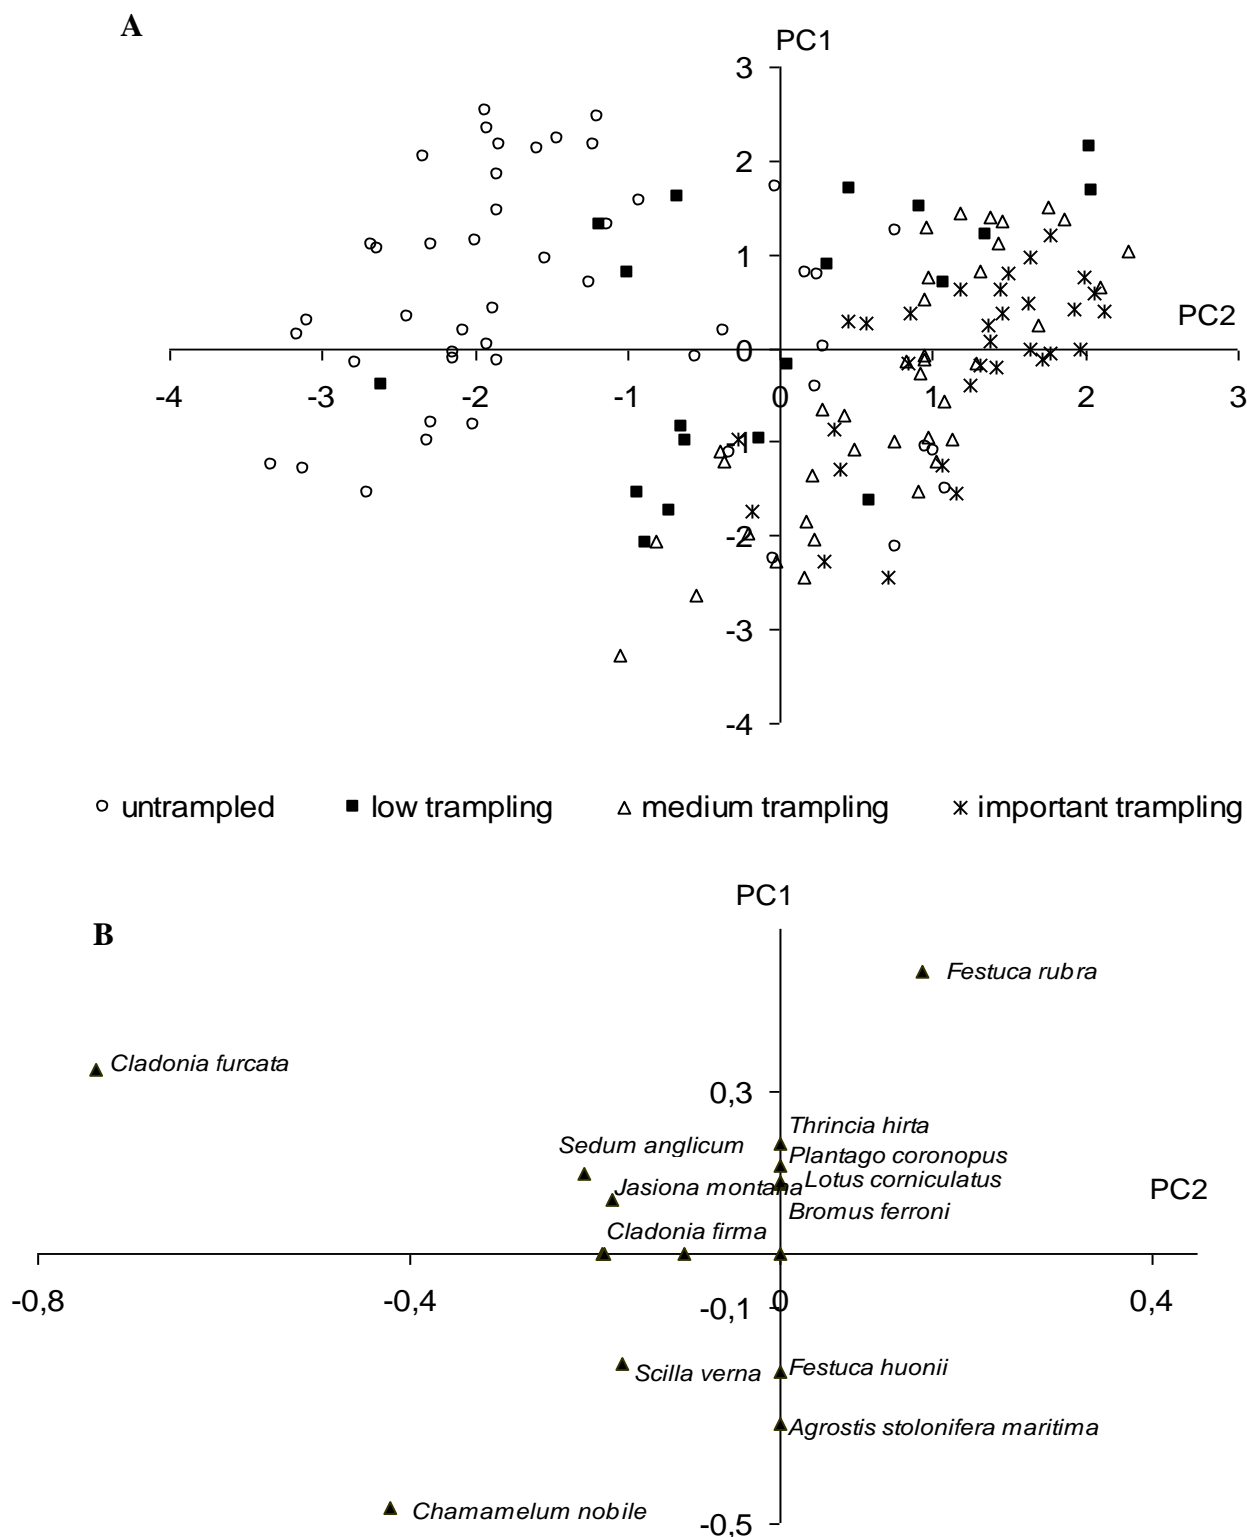 A
PC1
3
2
1
PC2
0
-4
-3
-2
-1
0
1
2
3
-1
-2
-3
-4
untrampled low trampling medium trampling important trampling
PC1
B
Festuca rubra
Cladonia furcata
0,3
Thrincia hirta
Sedum anglicum
Plantago coronopus
Lotus corniculatus
Jasiona montana
PC2
Bromus ferroni
Cladonia firma
-0,8
-0,4
-0,1
0
0,4
Scilla verna
Festuca huonii
Agrostis stolonifera maritima
Chamamelum nobile
-0,5